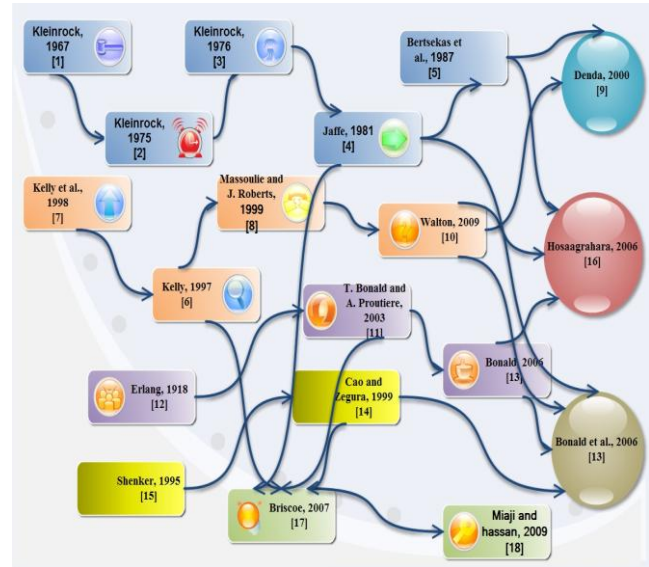 Kleinrock,
1967
[1]
Kleinrock,
1976
[3]
Bertsekas et
al., 1987
[5]
Denda, 2000
[9]
Kleinrock,
1975
[2]
Jaffe, 1981
[4]
Kelly et al.,
1998
[7]
Massoulie and
J. Roberts,
1999
[8]
Walton, 2009
[10]
Hosaagrahara, 2006
[16]
Kelly, 1997
[6]
T. Bonald and
A. Proutiere,
2003
[11]
Bonald, 2006
[13]
Erlang, 1918
[12]
Cao and
Zegura, 1999
[14]
Bonald et al., 2006
[13]
Shenker, 1995
[15]
Briscoe, 2007
[17]
Miaji and
hassan, 2009
[18]